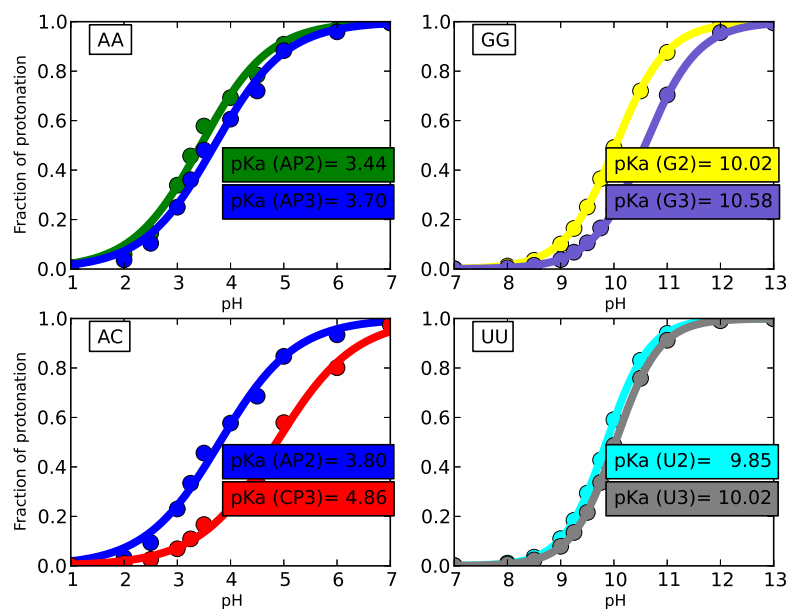 AA
GG
Fraction of protonation
1.0
0.8
0.6
0.4
0.2
0.0
pKa (AP2)= 3.44
pKa (AP3)= 3.70
1 2 3 4 5 6 7
pH
1.0
0.8
0.6
0.4
0.2
0.0
pKa (G2)= 10.02
pKa (G3)= 10.58
7 8 9 10 11 12 13
pH
AC
UU
Fraction of protonation
1.0
0.8
0.6
0.4
0.2
0.0
pKa (AP2)= 3.80
pKa (CP3)= 4.86
1 2 3 4 5 6 7
pH
1.0
0.8
0.6
0.4
0.2
0.0
pKa (U2)= 9.85
pKa (U3)= 10.02
7 8 9 10 11 12 13
pH